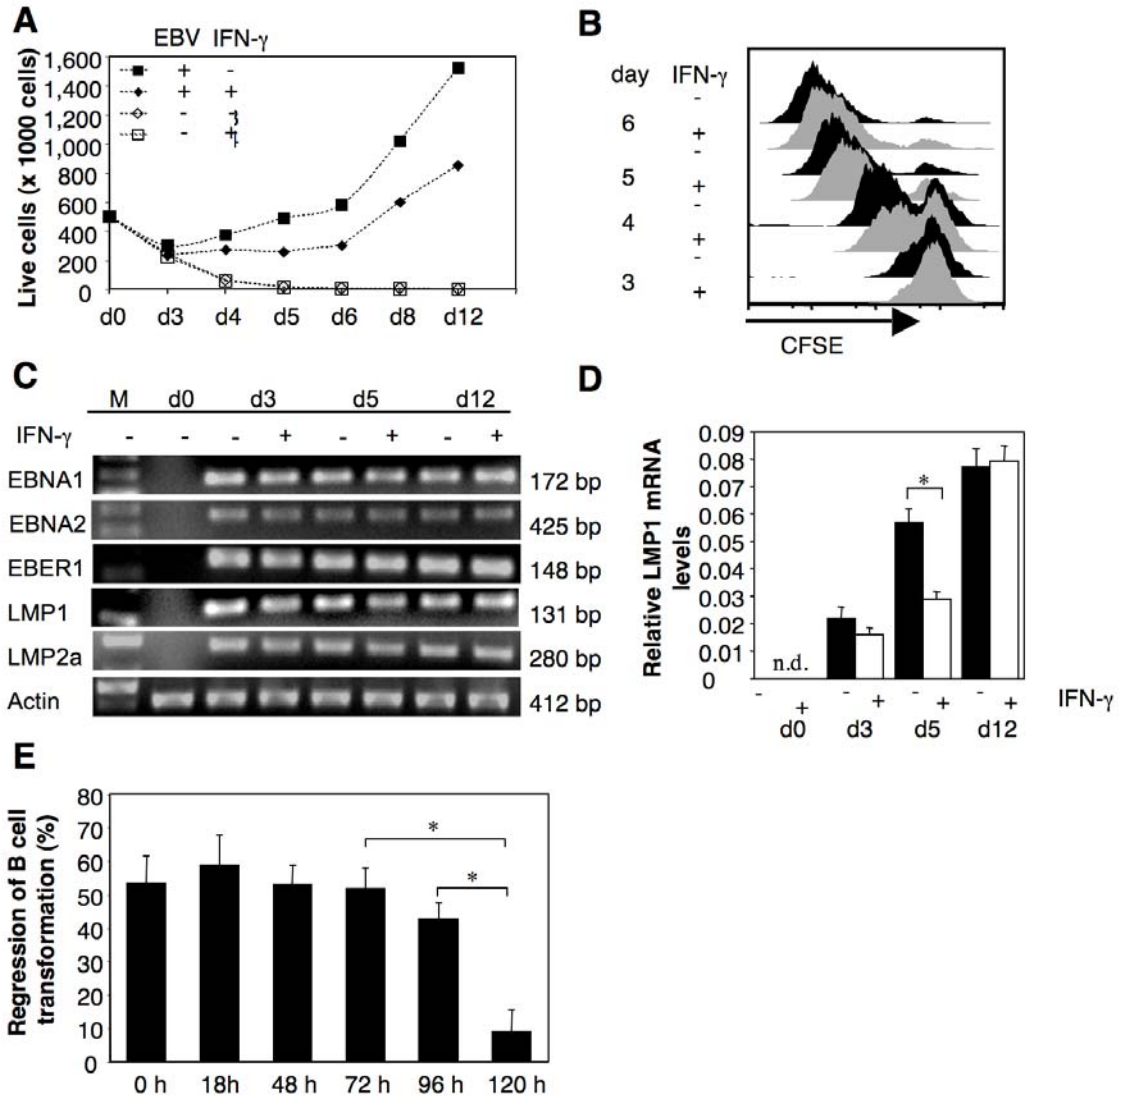 A
EBV IFN-γ
1,600
1,400
1,200
1,000
800
600
400
200
0
Live cells (x 1000 cells)
+ -
+ +
- -
- +
d0 d3 d4 d5 d6 d8 d12
B
day IFN-γ
-
6
+
-
5
+
-
4
+
-
3
+
CFSE
C
M d0 d3 d5 d12
IFN-γ - - - + - + - +
EBNA1 172 bp
EBNA2 425 bp
EBER1 148 bp
LMP1 131 bp
LMP2a 280 bp
Actin 412 bp
D
0.09
0.08
0.07
0.06
0.05
0.04
0.03
0.02
0.01
0
Relative LMP1 mRNA
levels
*
n.d.
- + - + - + - + IFN-γ
d0 d3 d5 d12
E
80
70
60
50
40
30
20
10
0
Regression of B cell
transformation (%)
*
*
0 h 18h 48 h 72 h 96 h 120 h